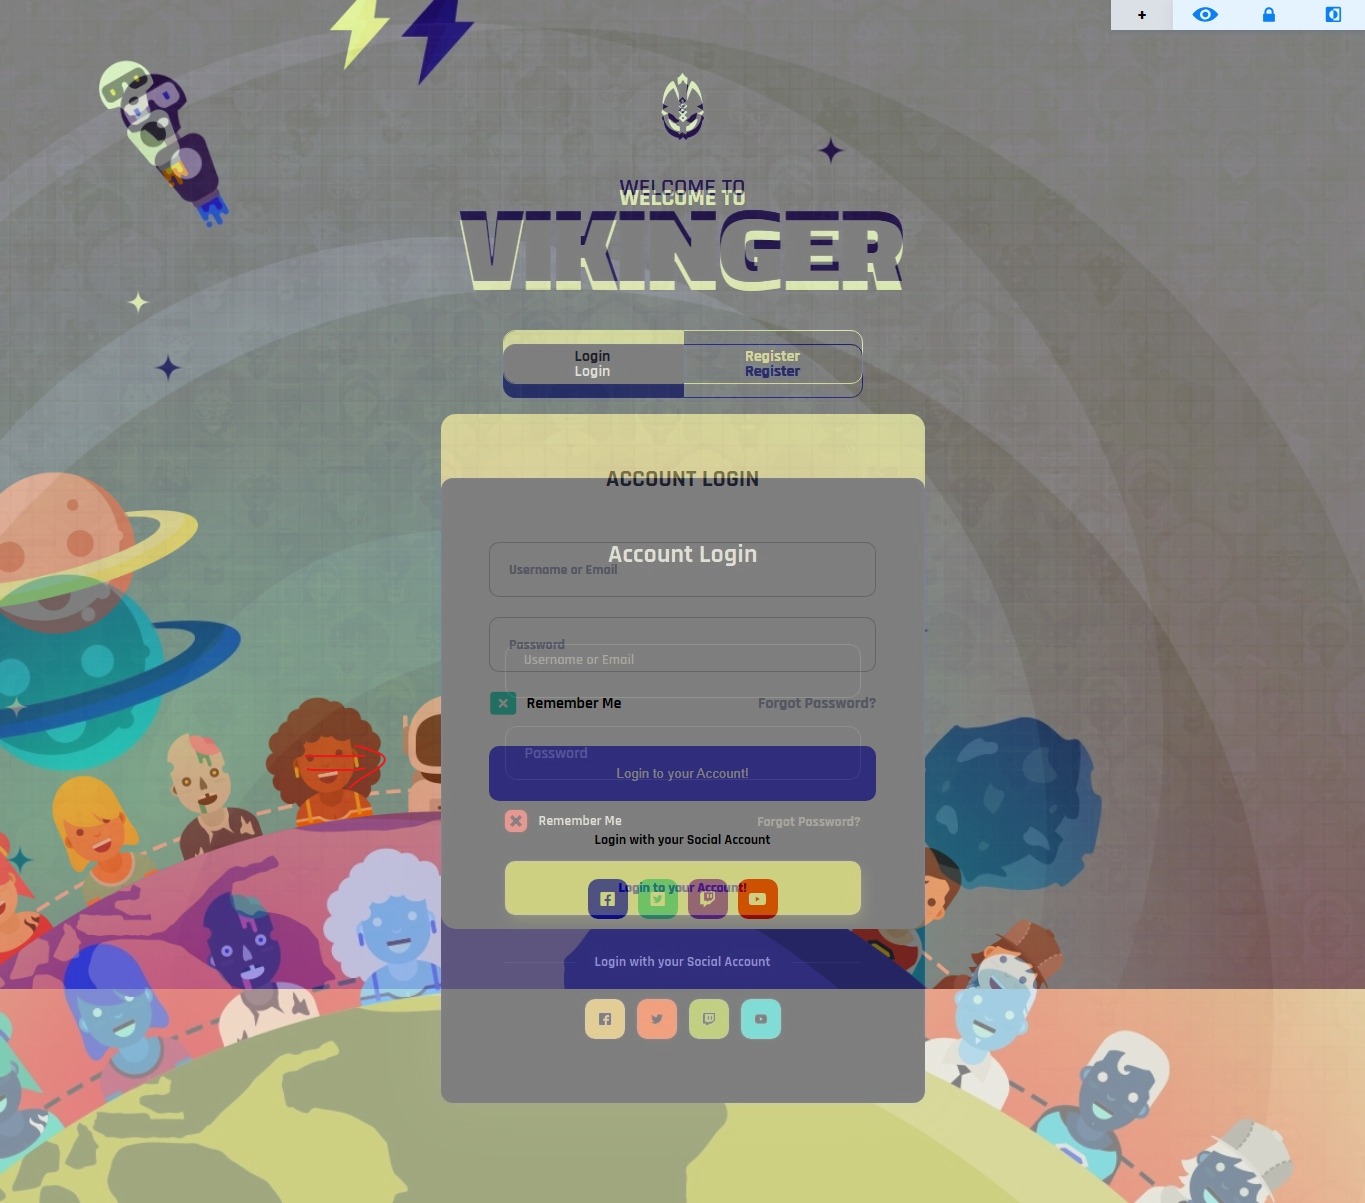 +
WELCOME TO
WELCOME TO
VIKINGER
Login Register
Login Register
ACCOUNT LOGIN
Account Login
Username or Email
Password
Username or Email
Remember Me Forgot Password?
Password
Login to your Account!
Remember Me Forgot Password?
Login with your Social Account
Login to your Account!
Login with your Social Account